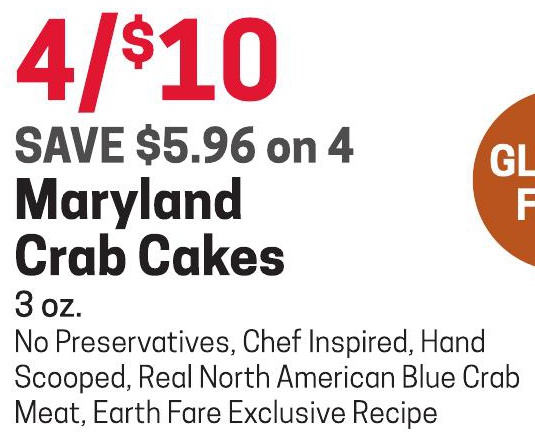 4/$10
SAVE $5.96 on 4
Maryland
Crab Cakes
3 oz.
No Preservatives, Chef Inspired, Hand
Scooped, Real North American Blue Crab
Meat, Earth Fare Exclusive Recipe